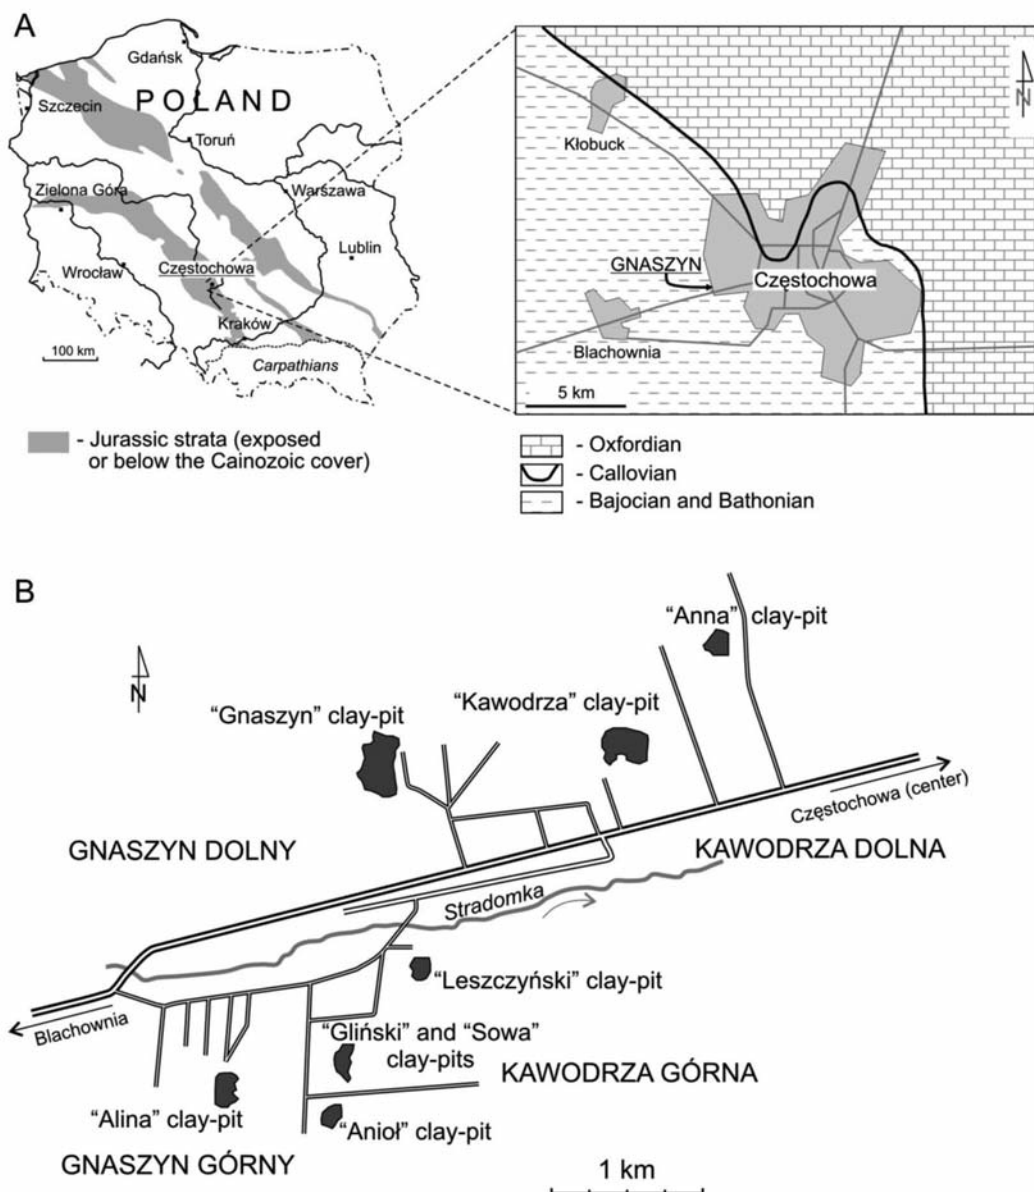 A
Gdańsk
POLAND
Szczecin
Toruń
Zielona Góra
Warszawa
Lublin
Wrocław
Częstochowa
Kraków
100 km
Carpathians
- Jurassic strata (exposed
or below the Cainozoic cover)
N
Kłobuck
GNASZYN
Częstochowa
Blachownia
5 km
- Oxfordian
- Callovian
- Bajocian and Bathonian
B
N
"Anna" clay-pit
"Gnaszyn" clay-pit
"Kawodrza" clay-pit
Częstochowa (center)
GNASZYN DOLNY
KAWODRZA DOLNA
Stradomka
"Leszczyński" clay-pit
Blachownia
"Gliński" and "Sowa"
clay-pits
KAWODRZA GÓRNA
"Alina" clay-pit
"Anioł" clay-pit
GNASZYN GÓRNY
1 km